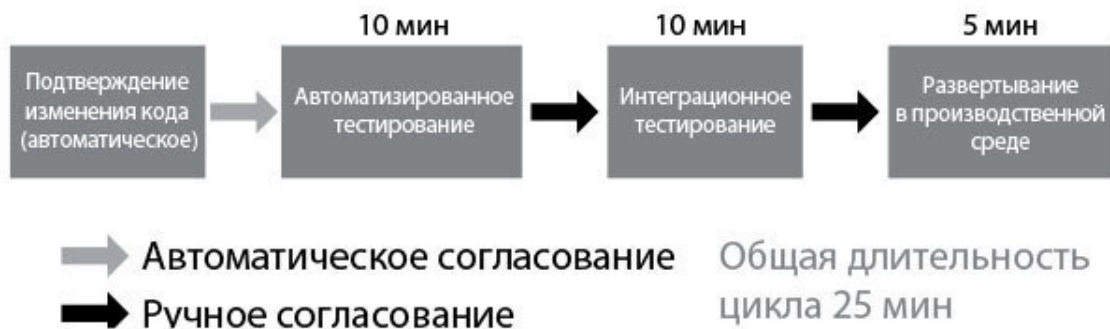 10 мин
10 мин
5 мин
Подтверждение
изменения кода
(автоматическое)
Автоматизированное
тестирование
Интеграционное
тестирование
Развертывание
в производственной
среде
Автоматическое согласование
Ручное согласование
Общая длительность
цикла 25 мин